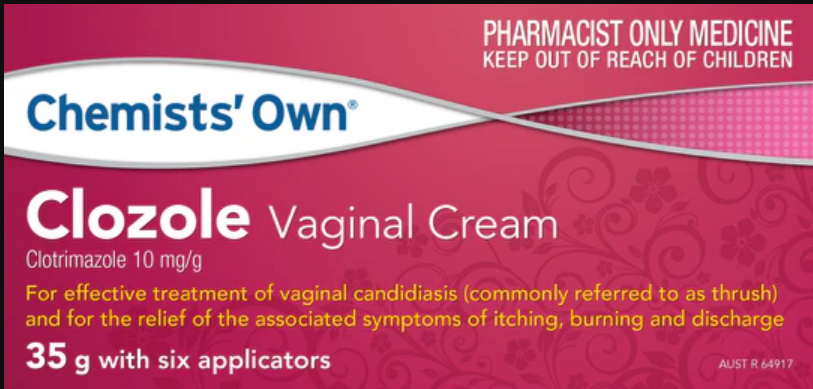 PHARMACIST ONLY MEDICINE
KEEP OUT OF REACH OF CHILDREN
Chemists' Own®
Clozole Vaginal Cream
Clotrimazole 10 mg/g
For effective treatment of vaginal candidiasis (commonly referred to as thrush)
and for the relief of the associated symptoms of itching, burning and discharge
35 g with six applicators
AUST R 64917